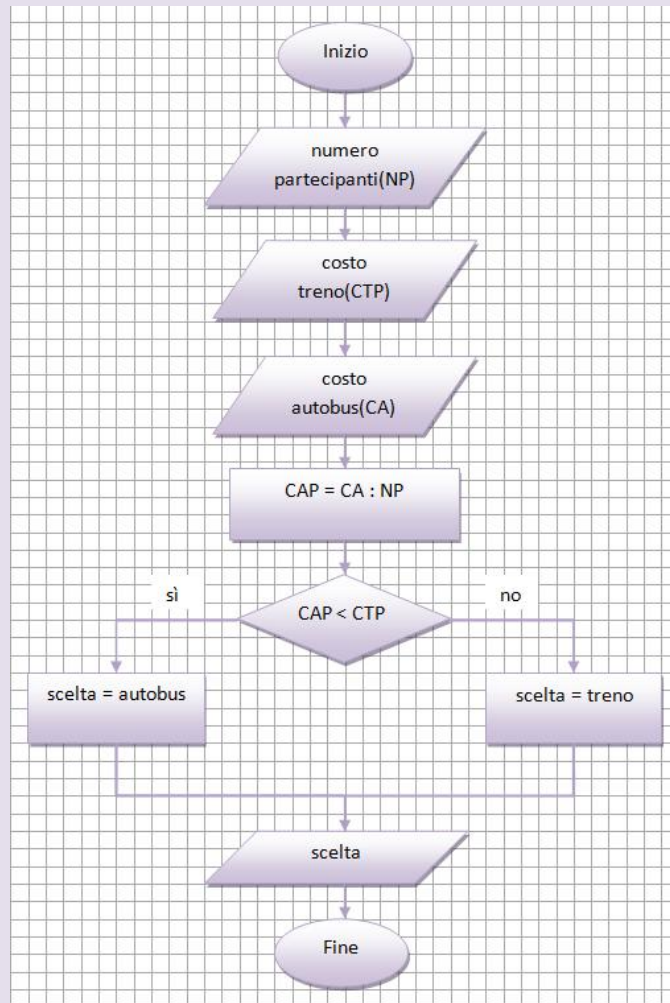 Inizio
numero
partecipanti(NP)
costo
treno(CTP)
costo
autobus(CA)
CAP = CA : NP
sì
CAP < CTP
no
scelta = autobus
scelta = treno
scelta
Fine